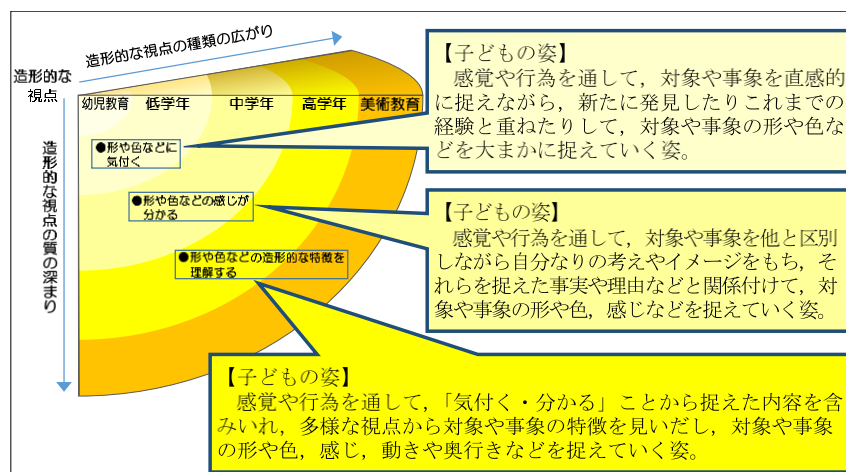 造形的な視点の種類の広がり
造形的な
視点
幼児教育 低学年 中学年 高学年 美術教育
造形的な視点の質の深まり
●形や色などに
気付く
●形や色などの感じが
分かる
●形や色などの造形的な特徴を
理解する
【子どもの姿】
感覚や行為を通して，対象や事象を直感的
に捉えながら，新たに発見したりこれまでの
経験と重ねたりして，対象や事象の形や色な
どを大まかに捉えていく姿。
【子どもの姿】
感覚や行為を通して，対象や事象を他と区別
しながら自分なりの考えやイメージをもち，そ
れらを捉えた事実や理由などと関係付けて，対
象や事象の形や色，感じなどを捉えていく姿。
【子どもの姿】
感覚や行為を通して，「気付く・分かる」ことから捉えた内容を含
みいれ，多様な視点から対象や事象の特徴を見いだし，対象や事象
の形や色，感じ，動きや奥行きなどを捉えていく姿。